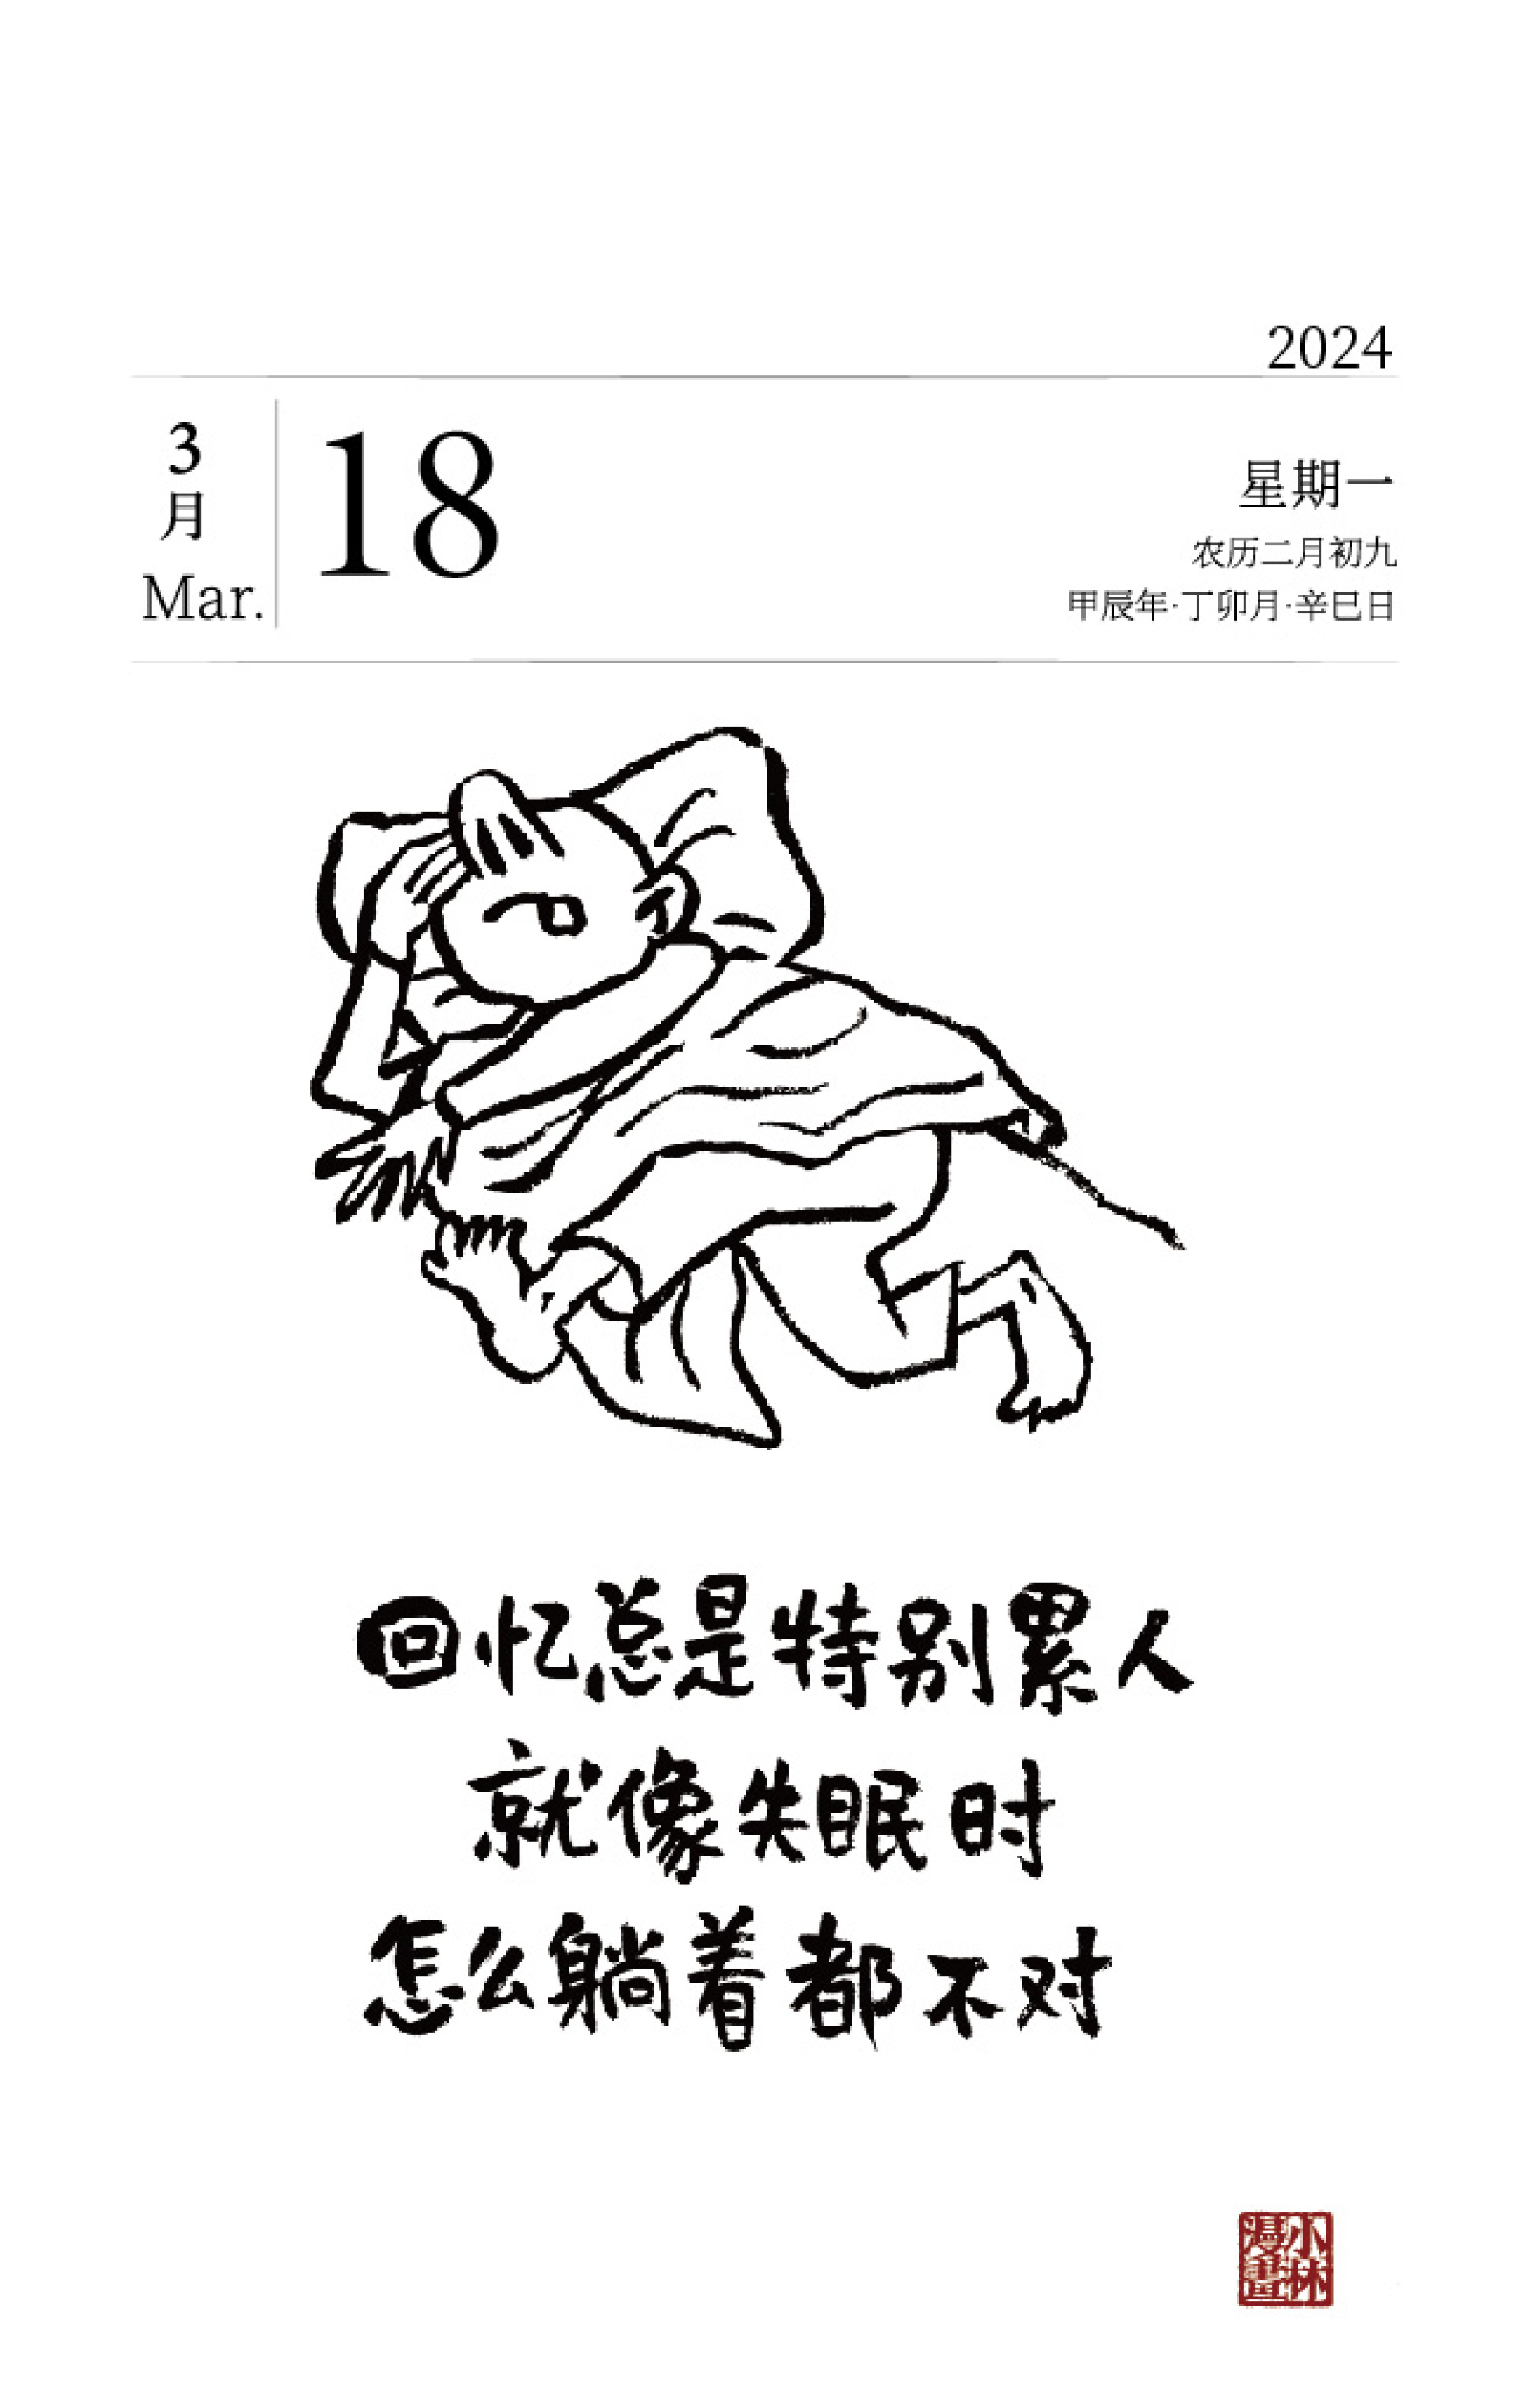 2024
3
月
Mar.
18
星期一
农历二月初九
甲辰年·丁卯月·辛巳日
回忆总是特别累人
就像失眠时
怎么躺着都不对
小林
漫畫